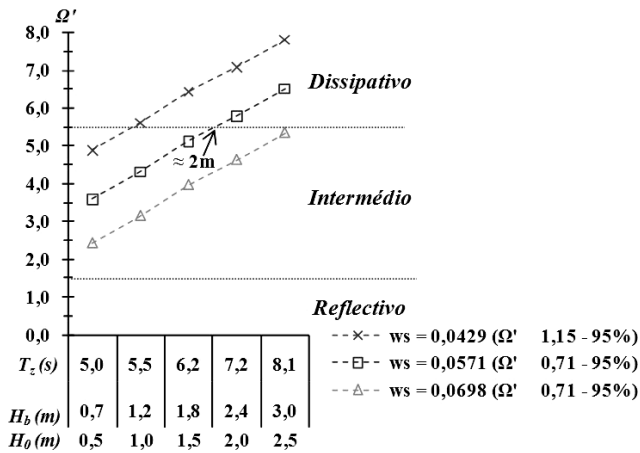 Ω'
8,0
7,0
6,0
5,0
4,0
3,0
2,0
1,0
0,0
Dissipativo
≈ 2m
Intermédio
Reflectivo
ws = 0,0429 (Ω' 1,15 - 95%)
ws = 0,0571 (Ω' 0,71 - 95%)
ws = 0,0698 (Ω' 0,71 - 95%)
Tz (s) 5,0 5,5 6,2 7,2 8,1
Hb (m) 0,7 1,2 1,8 2,4 3,0
H0 (m) 0,5 1,0 1,5 2,0 2,5